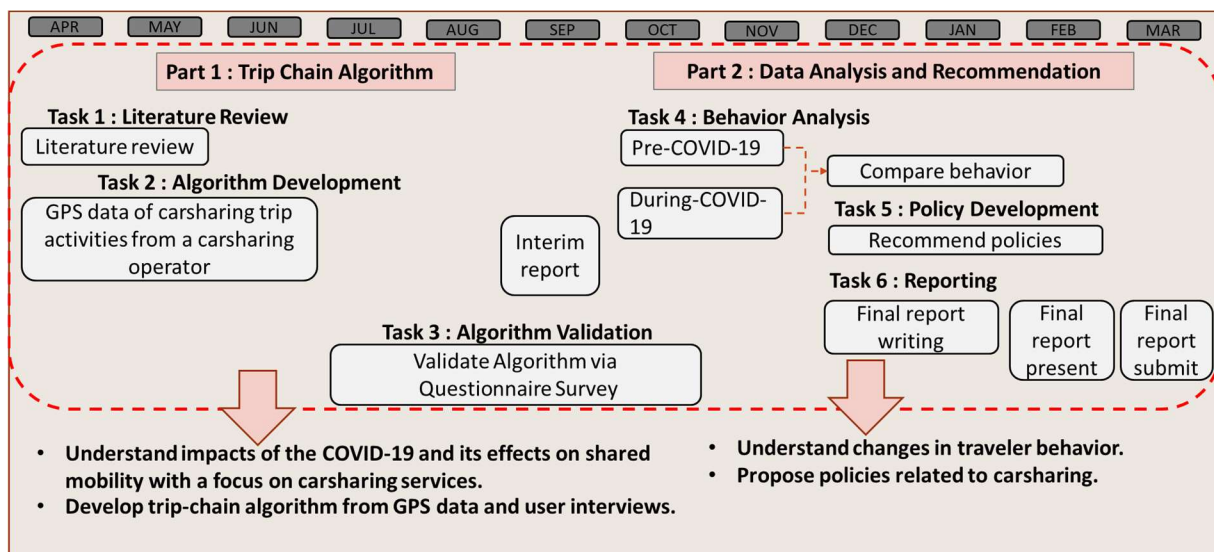 APR MAY JUN JUL AUG SEP OCT NOV DEC JAN FEB MAR
Part 1 : Trip Chain Algorithm
Task 1 : Literature Review
Literature review
Task 2 : Algorithm Development
GPS data of carsharing trip
activities from a carsharing
operator
Interim
report
Task 3 : Algorithm Validation
Validate Algorithm via
Questionnaire Survey
Part 2 : Data Analysis and Recommendation
Task 4 : Behavior Analysis
Pre-COVID-19
During-COVID-
19
Compare behavior
Task 5 : Policy Development
Recommend policies
Task 6 : Reporting
Final report
writing
Final
report
present
Final
report
submit
• Understand impacts of the COVID-19 and its effects on shared
mobility with a focus on carsharing services.
• Develop trip-chain algorithm from GPS data and user interviews.
• Understand changes in traveler behavior.
• Propose policies related to carsharing.